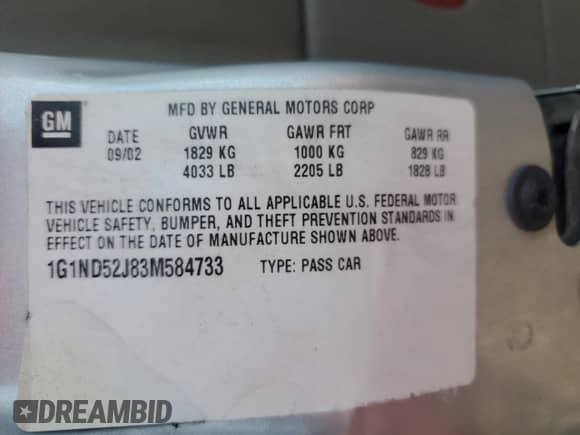 GM
MFD BY GENERAL MOTORS CORP
DATE GVWR GAWR FRT GAWR RR
09/02 1829 KG 1000 KG 829 KG
4033 LB 2205 LB 1828 LB
THIS VEHICLE CONFORMS TO ALL APPLICABLE U.S. FEDERAL MOTOR
VEHICLE SAFETY, BUMPER, AND THEFT PREVENTION STANDARDS IN
EFFECT ON THE DATE OF MANUFACTURE SHOWN ABOVE.
1G1ND52J83M584733 TYPE: PASS CAR
DREAMBID